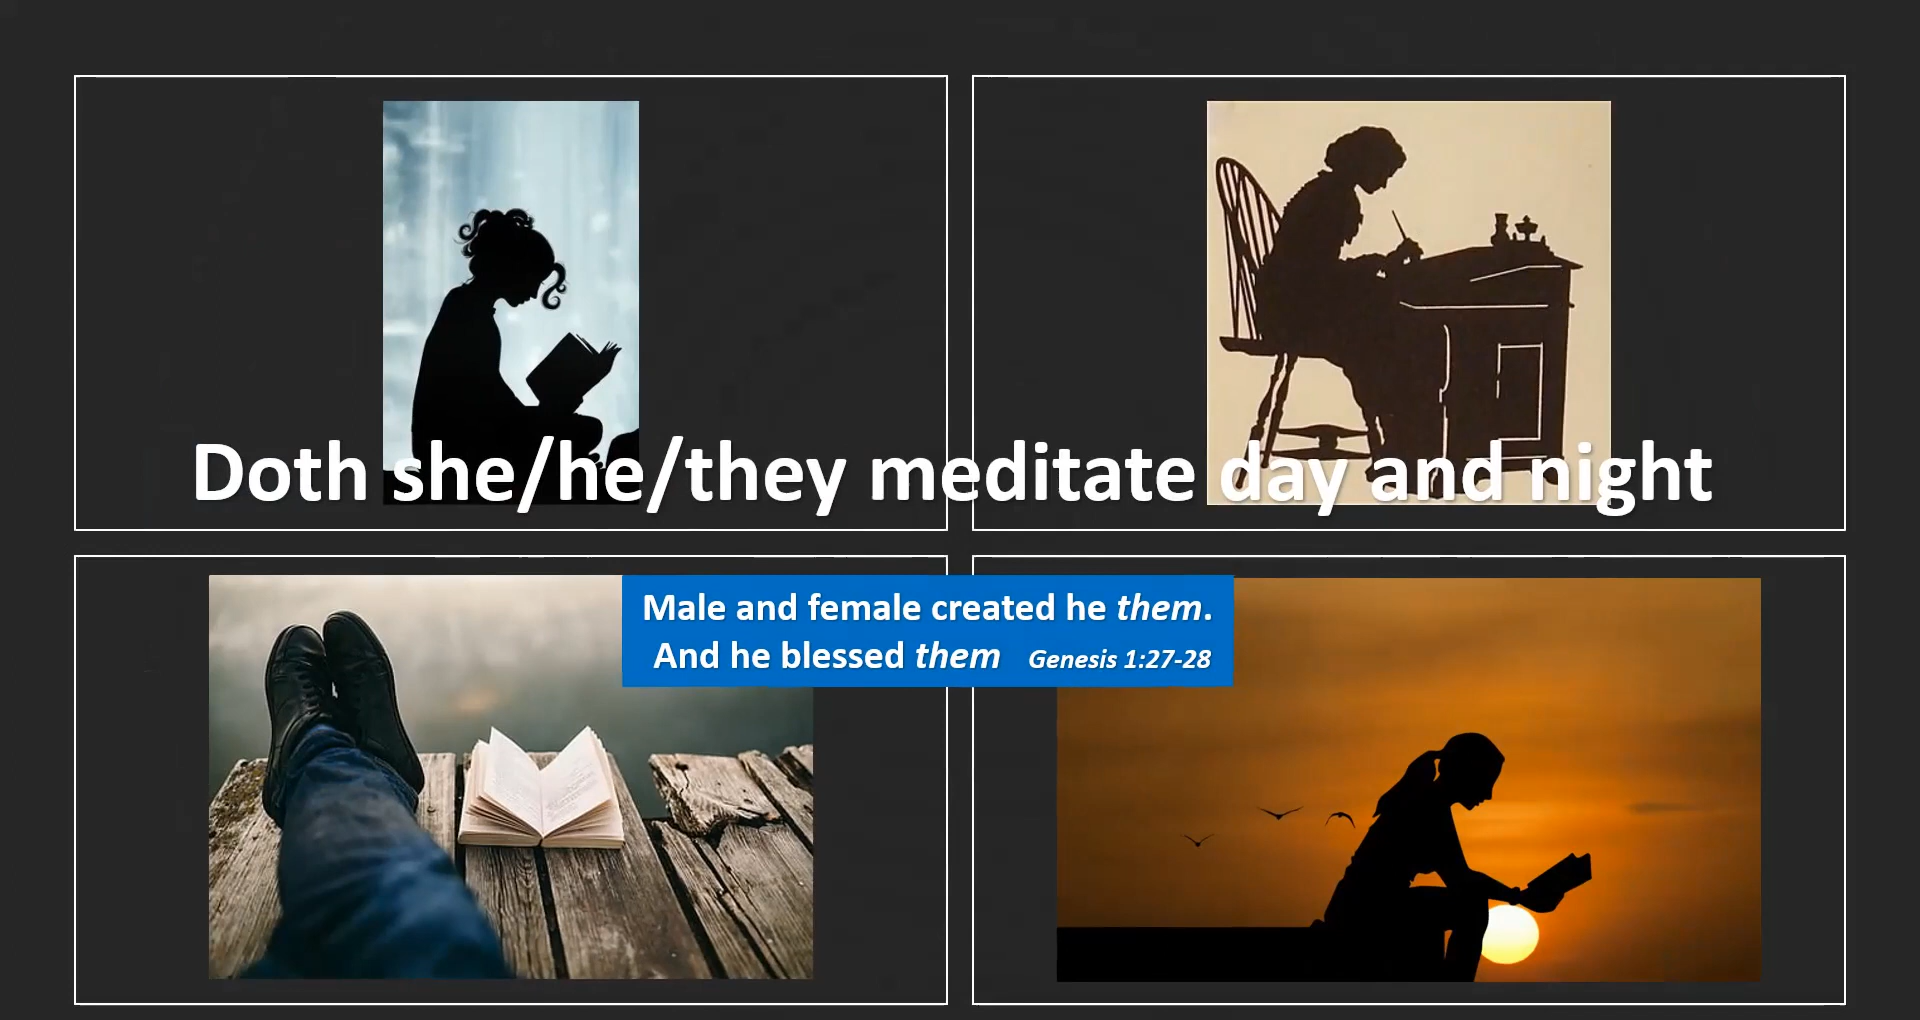 Doth she/he/they meditate day and night
Male and female created he them.
And he blessed them Genesis 1:27-28